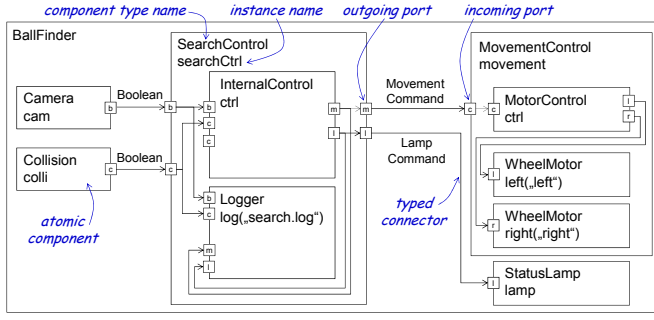 component type name
instance name
outgoing port
incoming port
BallFinder
SearchControl
searchCtrl
MovementControl
movement
Camera
cam
b
Boolean
b
InternalControl
ctrl
b
c
c
m
l
m
l
Movement
Command
Lamp
Command
c
c
MotorControl
ctrl
l
r
Collision
colli
c
Boolean
c
l
WheelMotor
left(„left“)
atomic
component
Logger
log(„search.log“)
b
c
m
l
typed
connector
r
WheelMotor
right(„right“)
l
StatusLamp
lamp